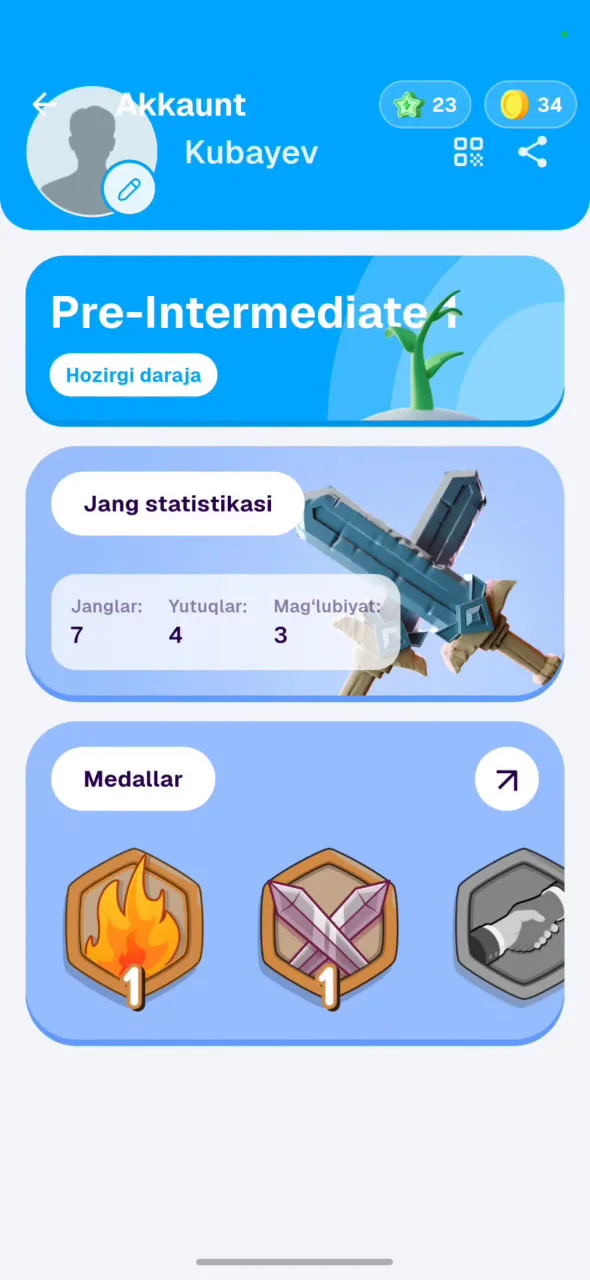 Akkaunt
23
34
Kubayev
Pre-Intermediate 1
Hozirgi daraja
Jang statistikasi
Janglar: Yutuqlar: Mag‘lubiyat:
7 4 3
Medallar
1
1